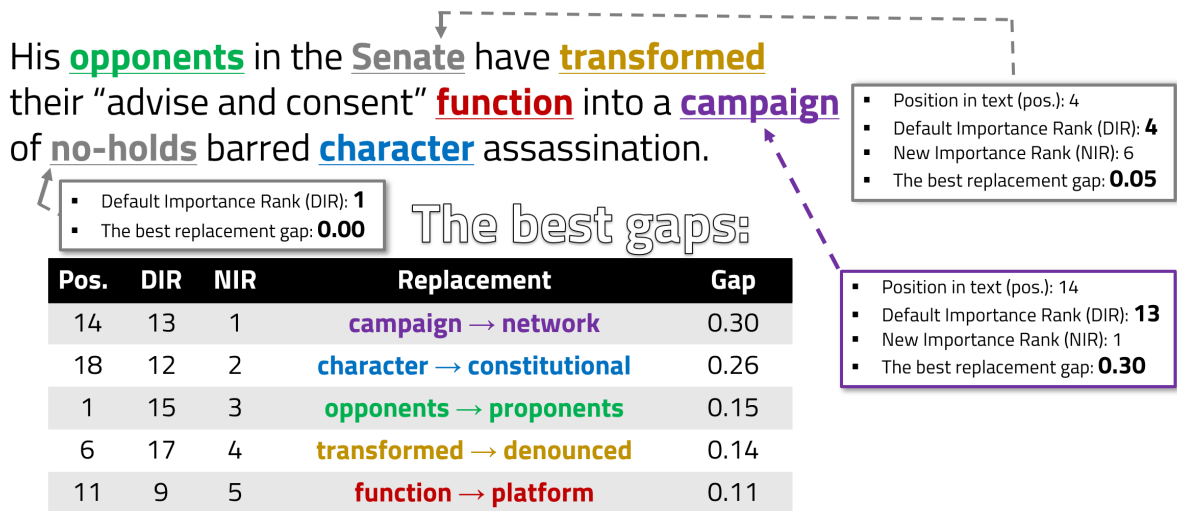 His opponents in the Senate have transformed
their “advise and consent” function into a campaign
of no-holds barred character assassination.
▪ Position in text (pos.): 4
▪ Default Importance Rank (DIR): 4
▪ New Importance Rank (NIR): 6
▪ The best replacement gap: 0.05
▪ Default Importance Rank (DIR): 1
▪ The best replacement gap: 0.00
The best gaps:
Pos. DIR NIR Replacement Gap
14 13 1 campaign → network 0.30
18 12 2 character → constitutional 0.26
1 15 3 opponents → proponents 0.15
6 17 4 transformed → denounced 0.14
11 9 5 function → platform 0.11
▪ Position in text (pos.): 14
▪ Default Importance Rank (DIR): 13
▪ New Importance Rank (NIR): 1
▪ The best replacement gap: 0.30